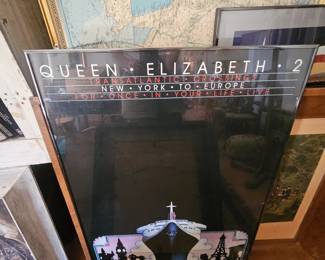 QUEEN · ELIZABETH · 2
TRANSATLANTIC · CROSSINGS
NEW · YORK · TO · EUROPE
FOR · ONCE · IN · YOUR · LIFE · LIVE